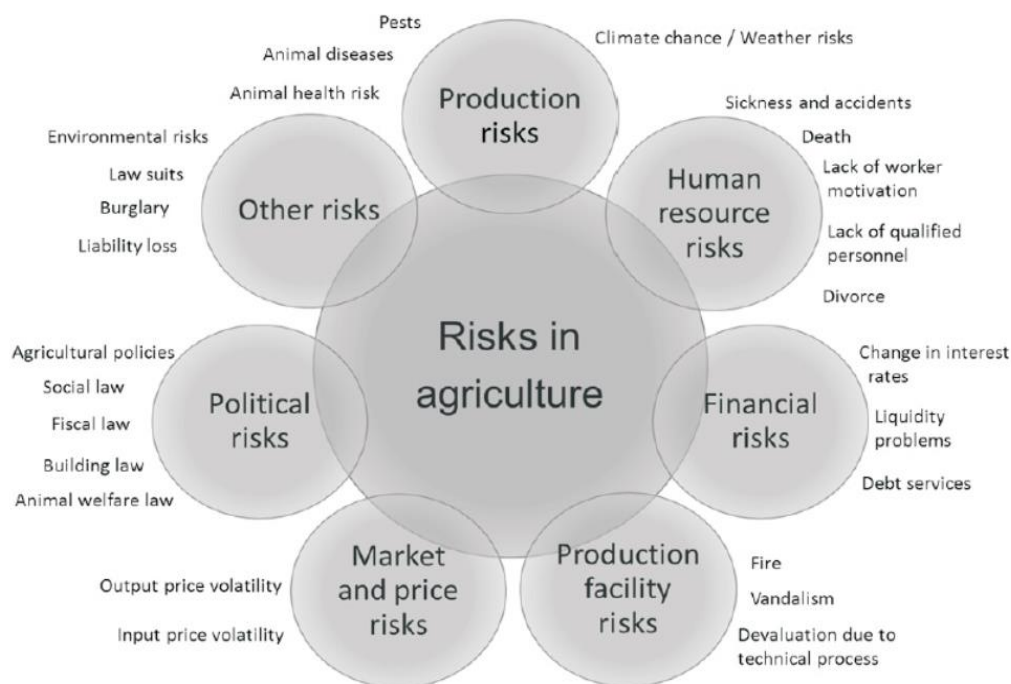 Pests
Climate chance / Weather risks
Animal diseases
Animal health risk
Production
risks
Sickness and accidents
Death
Lack of worker
motivation
Lack of qualified
personnel
Divorce
Human
resource
risks
Environmental risks
Law suits
Burglary
Liability loss
Other risks
Risks in
agriculture
Agricultural policies
Social law
Fiscal law
Building law
Animal welfare law
Political
risks
Financial
risks
Change in interest
rates
Liquidity
problems
Debt services
Output price volatility
Input price volatility
Market
and price
risks
Production
facility
risks
Fire
Vandalism
Devaluation due to
technical process